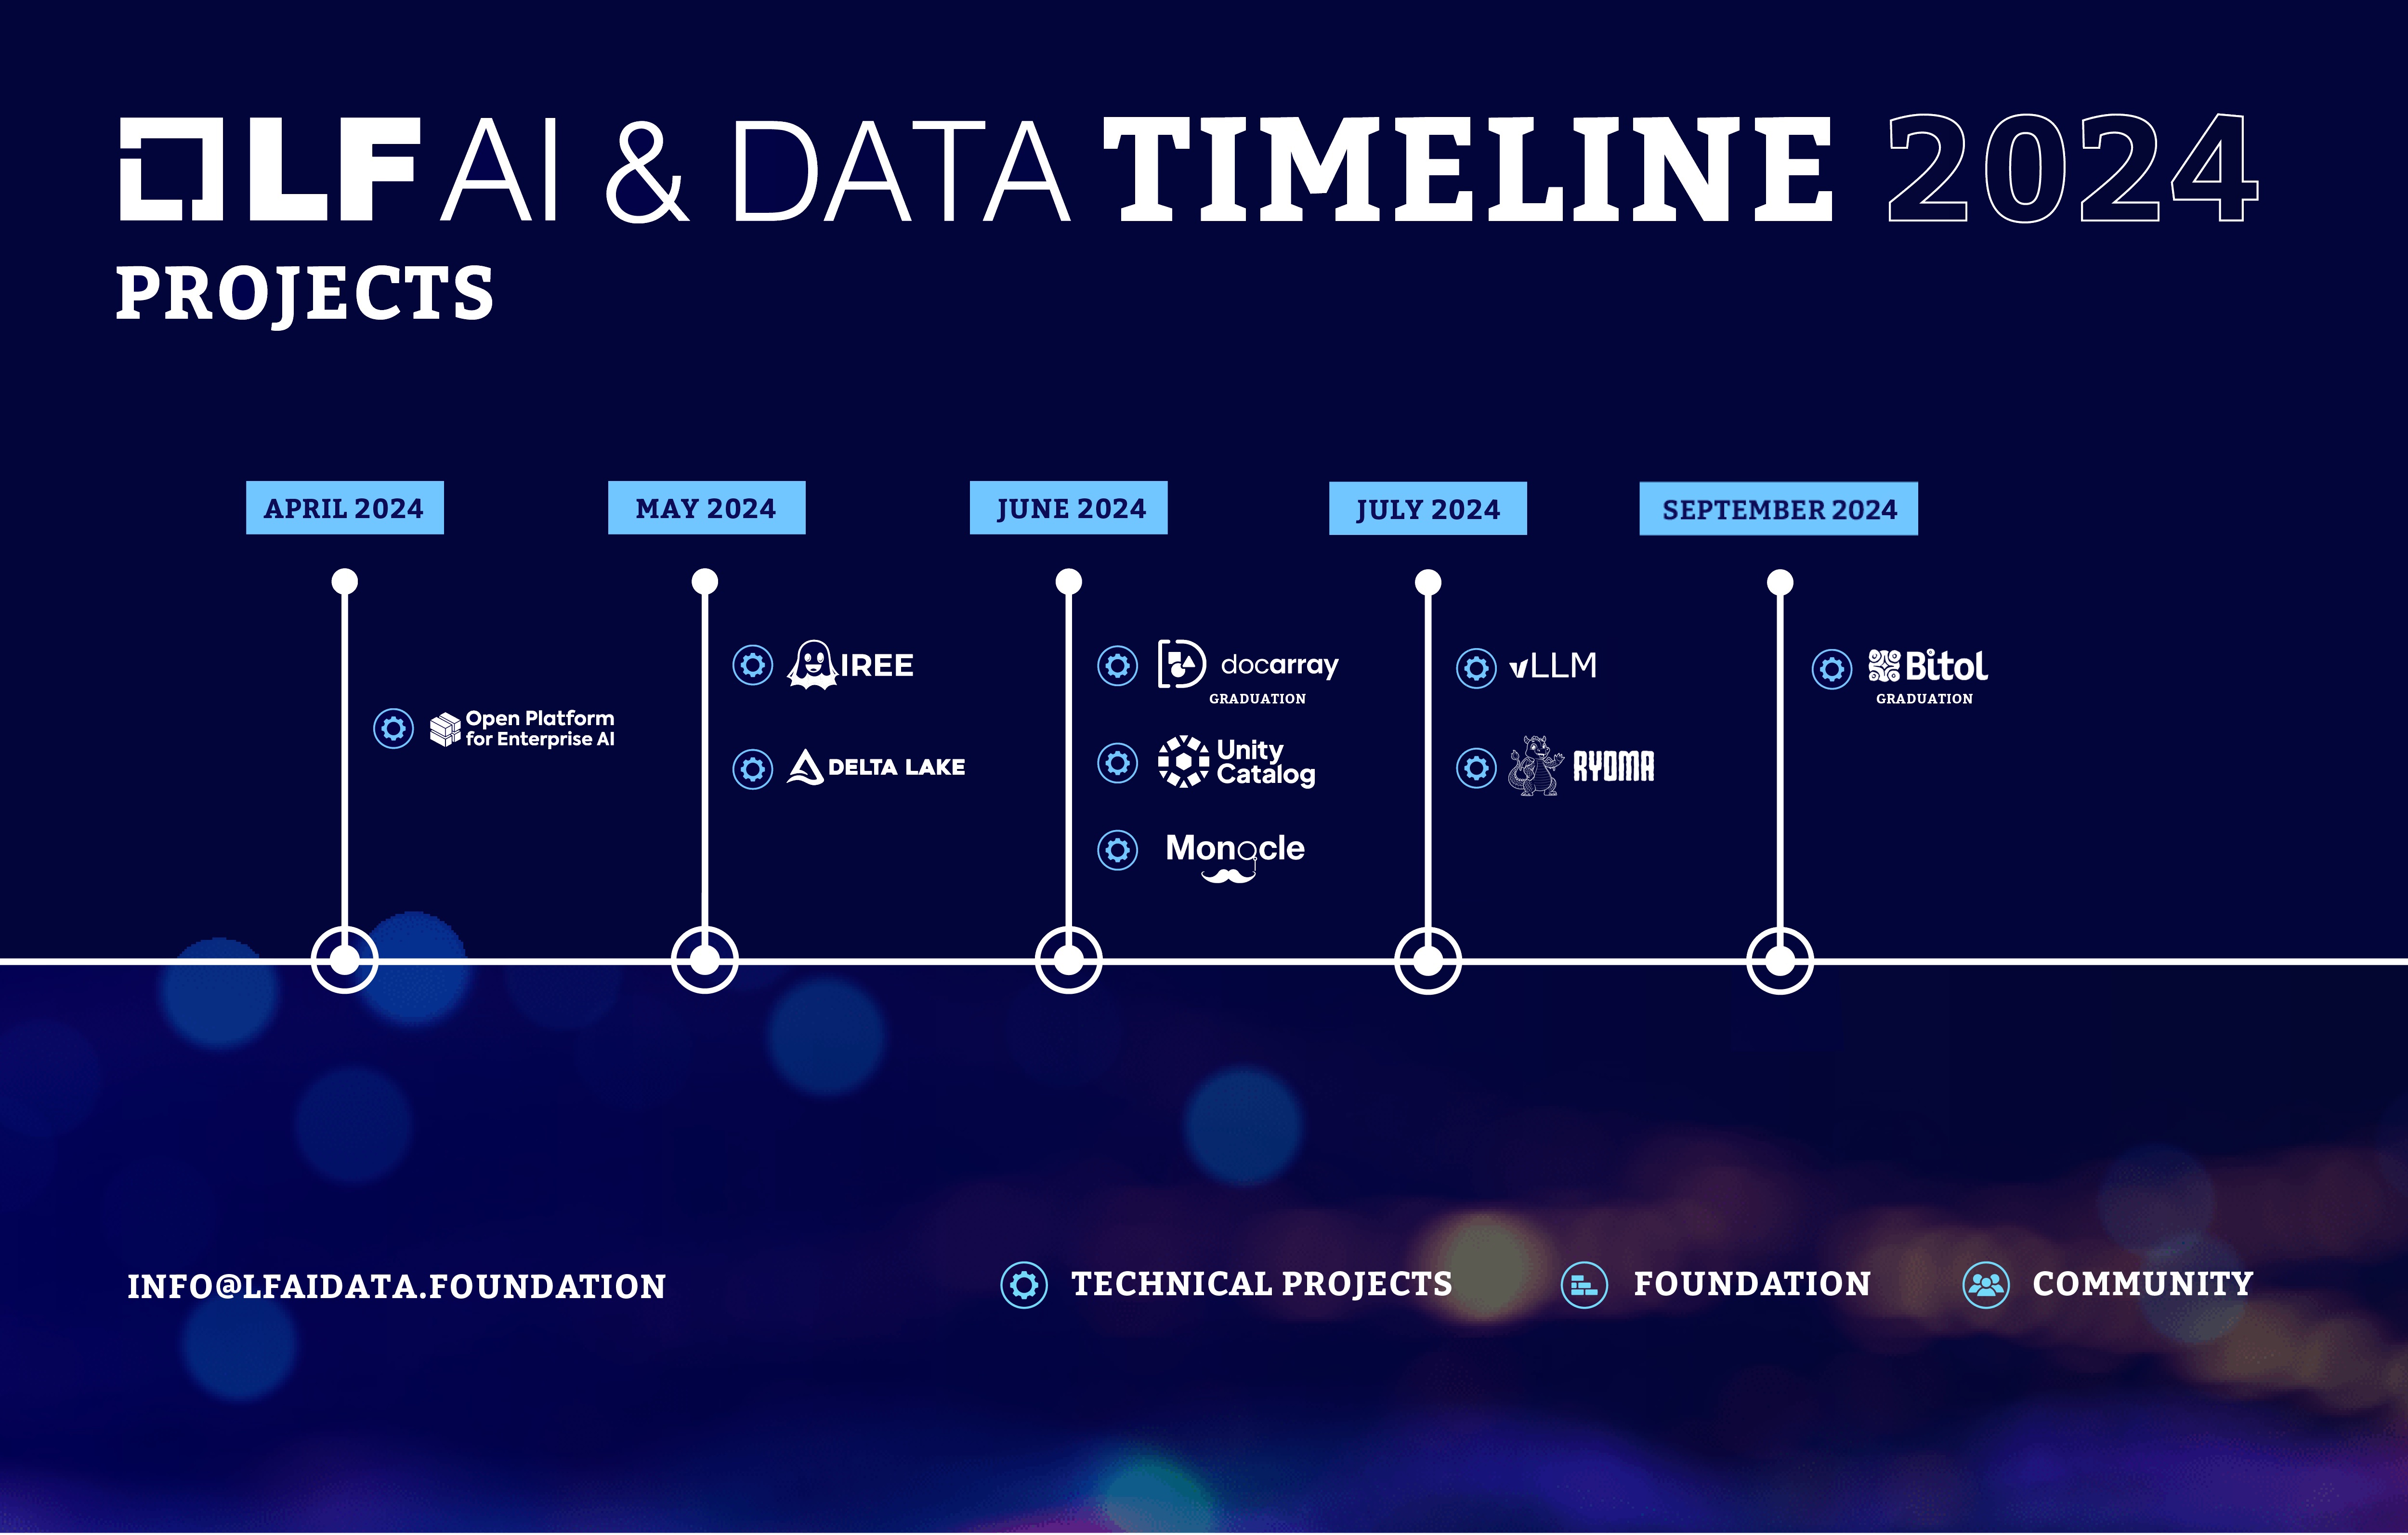 LF AI & DATA TIMELINE 2024
PROJECTS
APRIL 2024
Open Platform
for Enterprise AI
MAY 2024
IREE
DELTA LAKE
JUNE 2024
docarray
GRADUATION
Unity
Catalog
Monocle
JULY 2024
vLLM
RYOMA
SEPTEMBER 2024
Bitol
GRADUATION
INFO@LFAIDATA.FOUNDATION
TECHNICAL PROJECTS
FOUNDATION
COMMUNITY